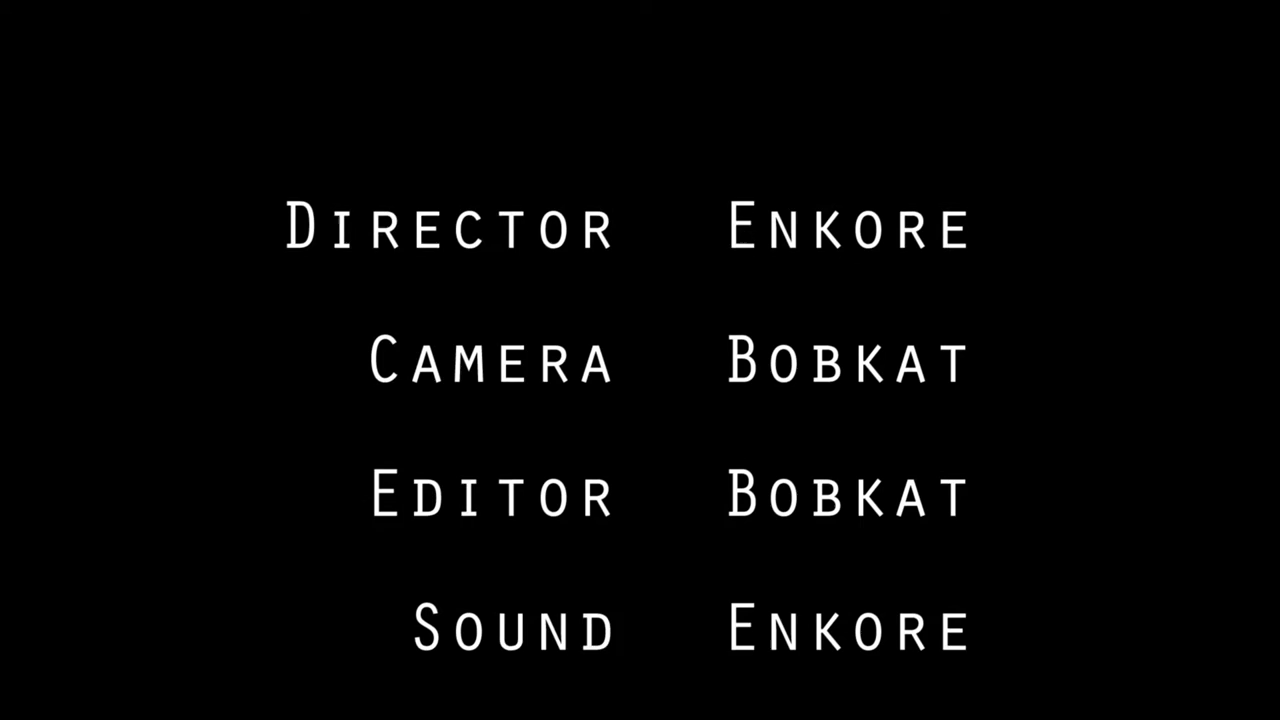 Director Enkore
Camera Bobkat
Editor Bobkat
Sound Enkore